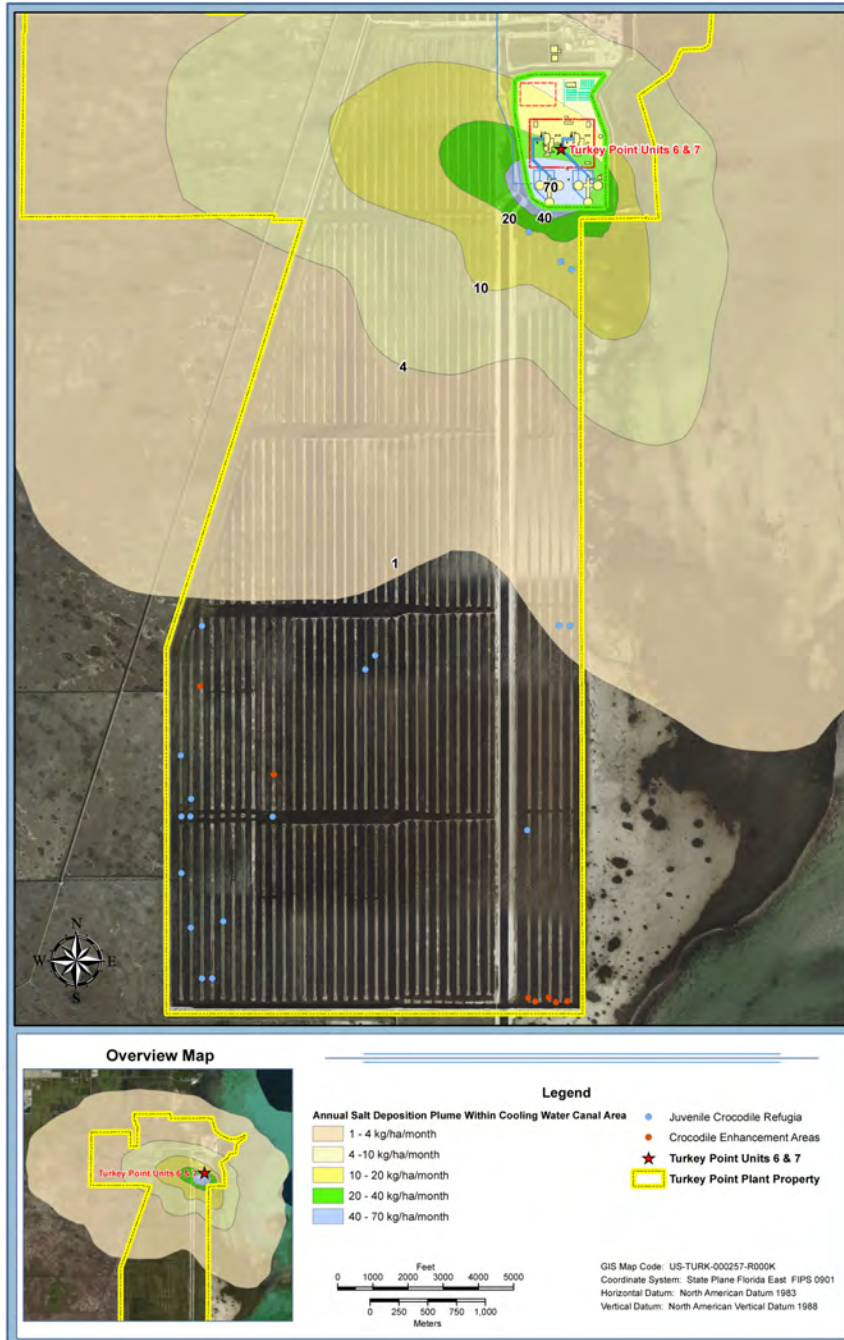 Turkey Point Units 6 & 7
70
20
40
10
4
1
N
W
E
S
Overview Map
Turkey Point Units 6 & 7
Legend
Annual Salt Deposition Plume Within Cooling Water Canal Area
1 - 4 kg/ha/month
4 -10 kg/ha/month
10 - 20 kg/ha/month
20 - 40 kg/ha/month
40 - 70 kg/ha/month
Juvenile Crocodile Refugia
Crocodile Enhancement Areas
Turkey Point Units 6 & 7
Turkey Point Plant Property
Feet
0 1000 2000 3000 4000 5000
0 250 500 750 1,000
Meters
GIS Map Code: US-TURK-000257-R000K
Coordinate System: State Plane Florida East FIPS 0901
Horizontal Datum: North American Datum 1983
Vertical Datum: North American Vertical Datum 1988